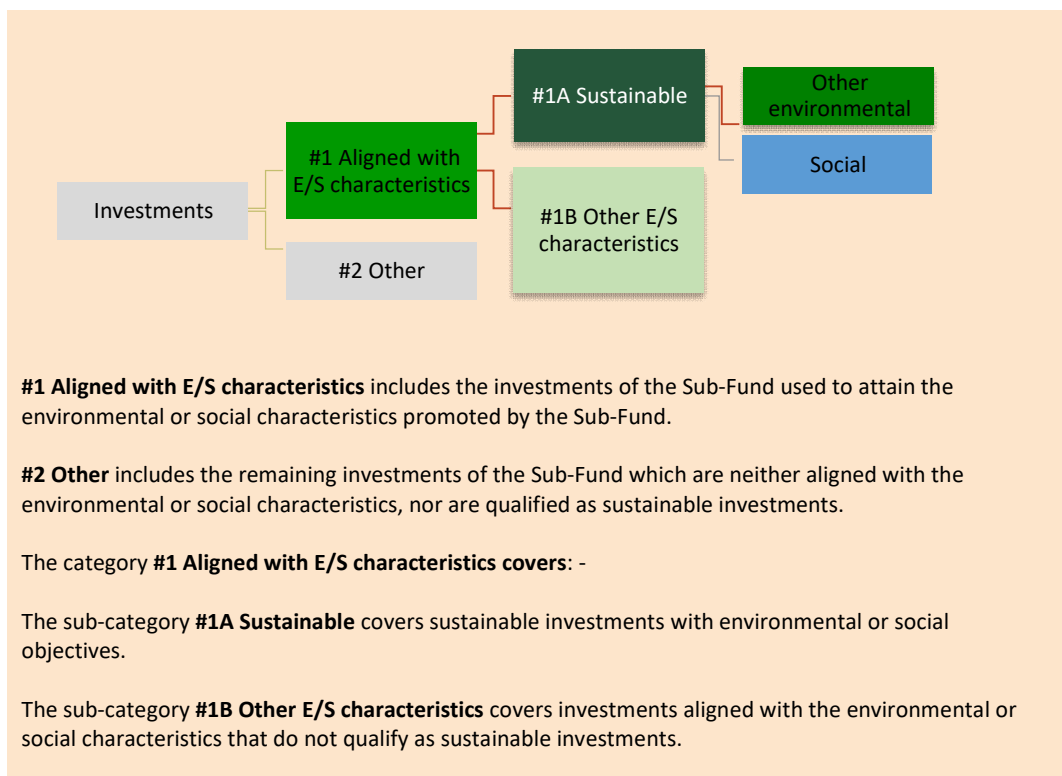 Investments
#1 Aligned with
E/S characteristics
#2 Other
#1A Sustainable
#1B Other E/S
characteristics
Other
environmental
Social
#1 Aligned with E/S characteristics includes the investments of the Sub-Fund used to attain the
environmental or social characteristics promoted by the Sub-Fund.
#2 Other includes the remaining investments of the Sub-Fund which are neither aligned with the
environmental or social characteristics, nor are qualified as sustainable investments.
The category #1 Aligned with E/S characteristics covers: -
The sub-category #1A Sustainable covers sustainable investments with environmental or social
objectives.
The sub-category #1B Other E/S characteristics covers investments aligned with the environmental or
social characteristics that do not qualify as sustainable investments.